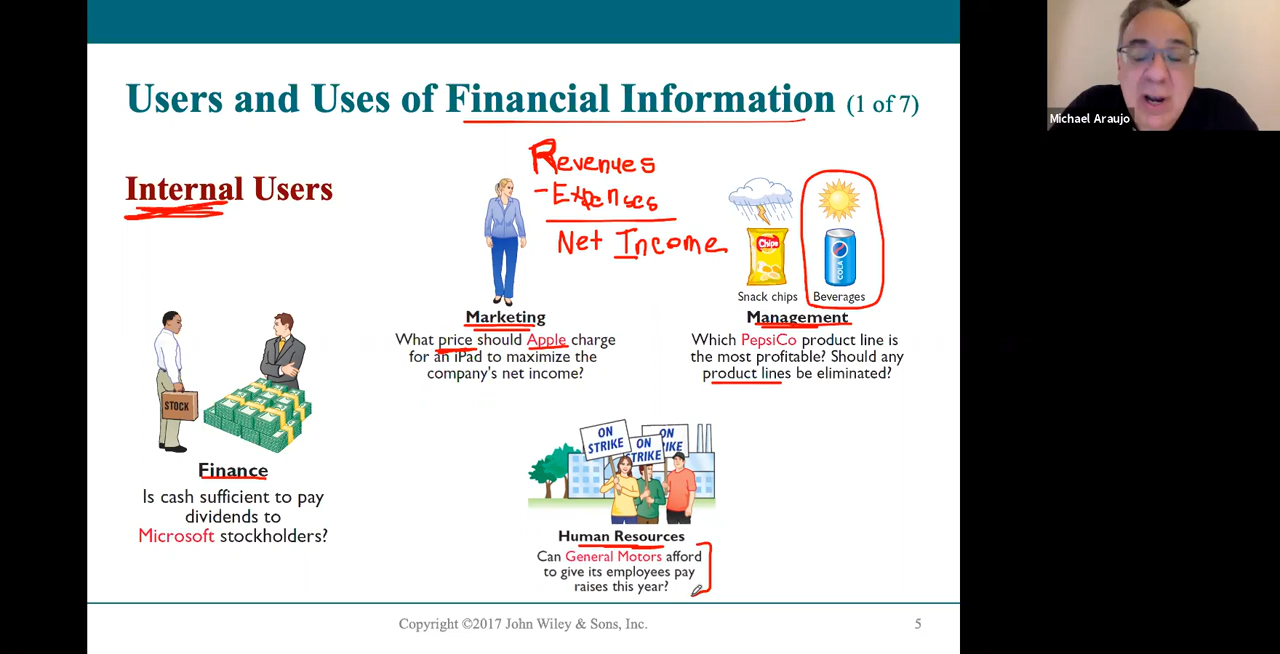 Users and Uses of Financial Information (1 of 7)
Internal Users
Revenues
-Expenses
Net Income
Chips
COLA
Snack chips
Beverages
Marketing
What price should Apple charge
for an iPad to maximize the
company's net income?
Management
Which PepsiCo product line is
the most profitable? Should any
product lines be eliminated?
STOCK
Finance
Is cash sufficient to pay
dividends to
Microsoft stockholders?
ON
STRIKE
ON
STRIKE
ON
IKE
Human Resources
Can General Motors afford
to give its employees pay
raises this year?
Copyright ©2017 John Wiley & Sons, Inc.
5
Michael Araujo